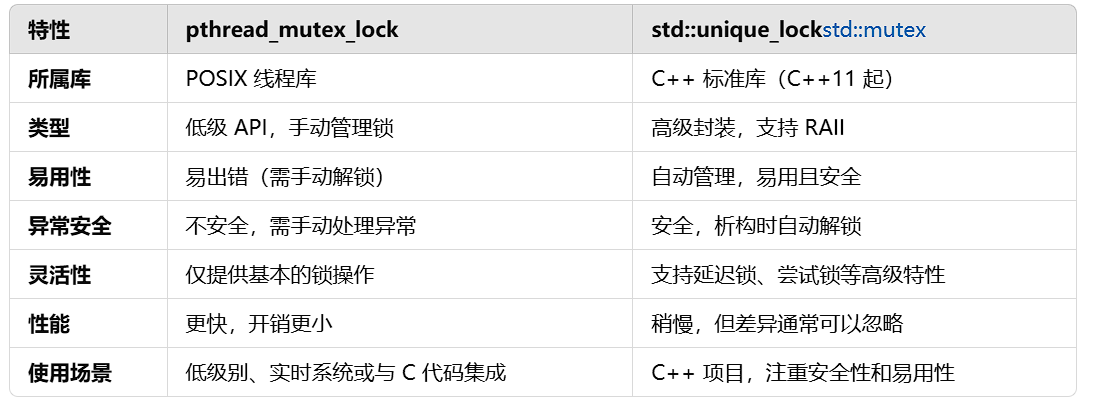 特性 pthread_mutex_lock std::unique_lockstd::mutex
所属库 POSIX 线程库 C++ 标准库（C++11 起）
类型 低级 API，手动管理锁 高级封装，支持 RAII
易用性 易出错（需手动解锁） 自动管理，易用且安全
异常安全 不安全，需手动处理异常 安全，析构时自动解锁
灵活性 仅提供基本的锁操作 支持延迟锁、尝试锁等高级特性
性能 更快，开销更小 稍慢，但差异通常可以忽略
使用场景 低级别、实时系统或与 C 代码集成 C++ 项目，注重安全性和易用性